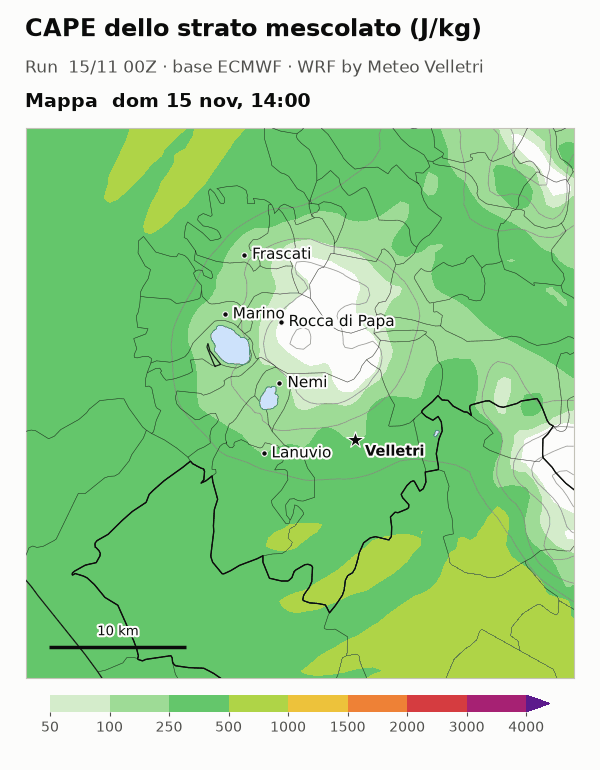 CAPE dello strato mescolato (J/kg)
Run  15/11 00Z · base ECMWF · WRF by Meteo Velletri
Mappa  dom 15 nov, 14:00
Frascati
Marino
Rocca di Papa
Nemi
Velletri
Lanuvio
10 km
50 100 250 500 1000 1500 2000 3000 4000